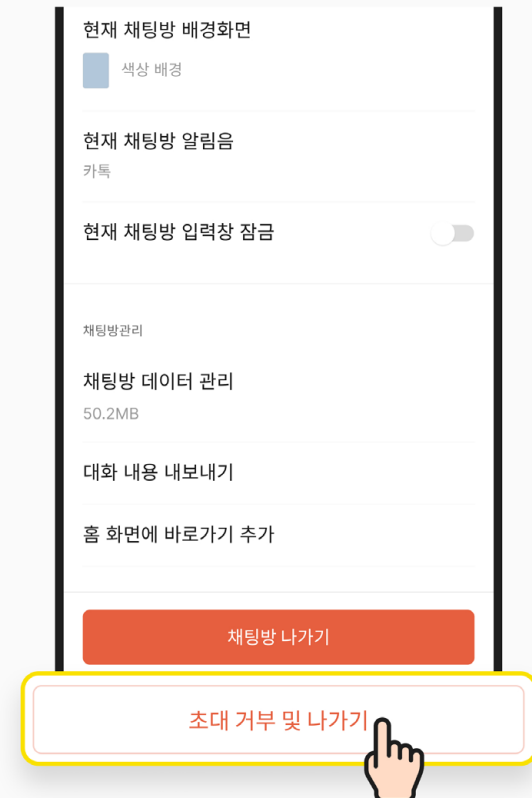 현재 채팅방 배경화면
색상 배경
현재 채팅방 알림음
카톡
현재 채팅방 입력창 잠금
채팅방관리
채팅방 데이터 관리
50.2MB
대화 내용 내보내기
홈 화면에 바로가기 추가
채팅방 나가기
초대 거부 및 나가기